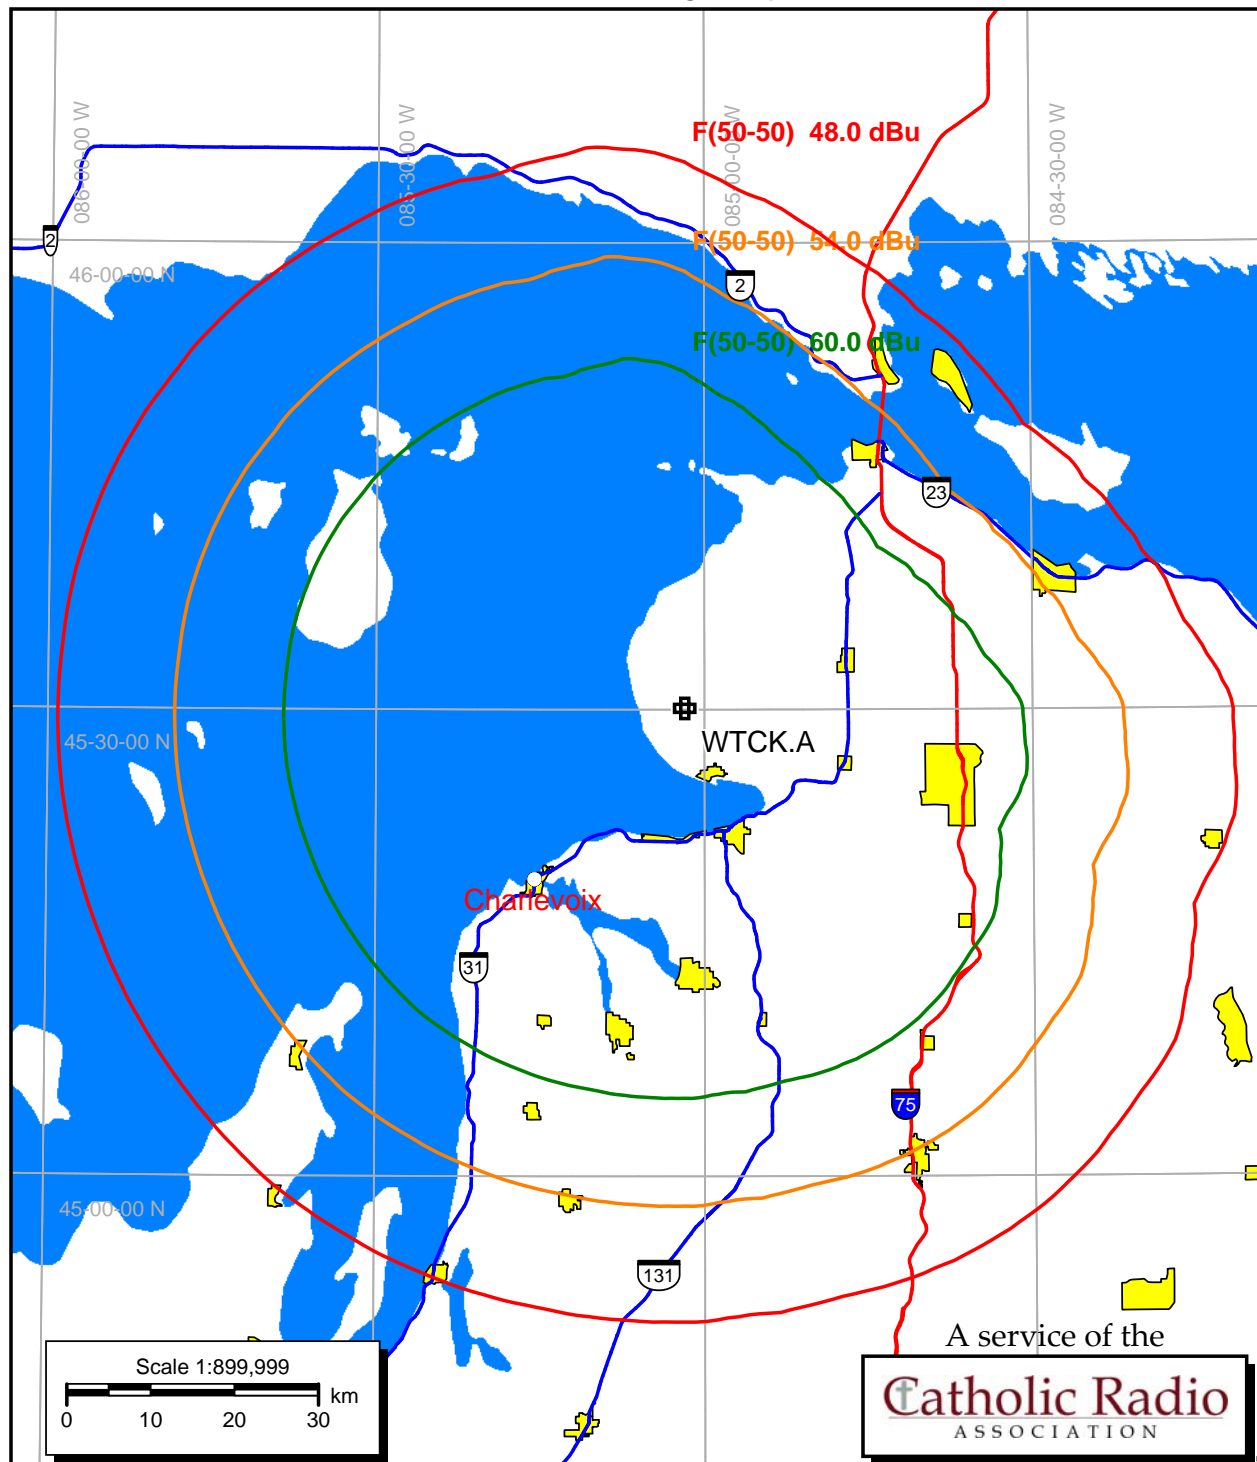 086-00-00 W
085-30-00 W
085-00-00 W
084-30-00 W
F(50-50) 48.0 dBu
2
F(50-50) 54.0 dBu
46-00-00 N
2
F(50-50) 60.0 dBu
23
45-30-00 N
WTCK.A
Charlevoix
31
75
45-00-00 N
131
A service of the
Catholic Radio
ASSOCIATION
Scale 1:899,999
km
0 10 20 30